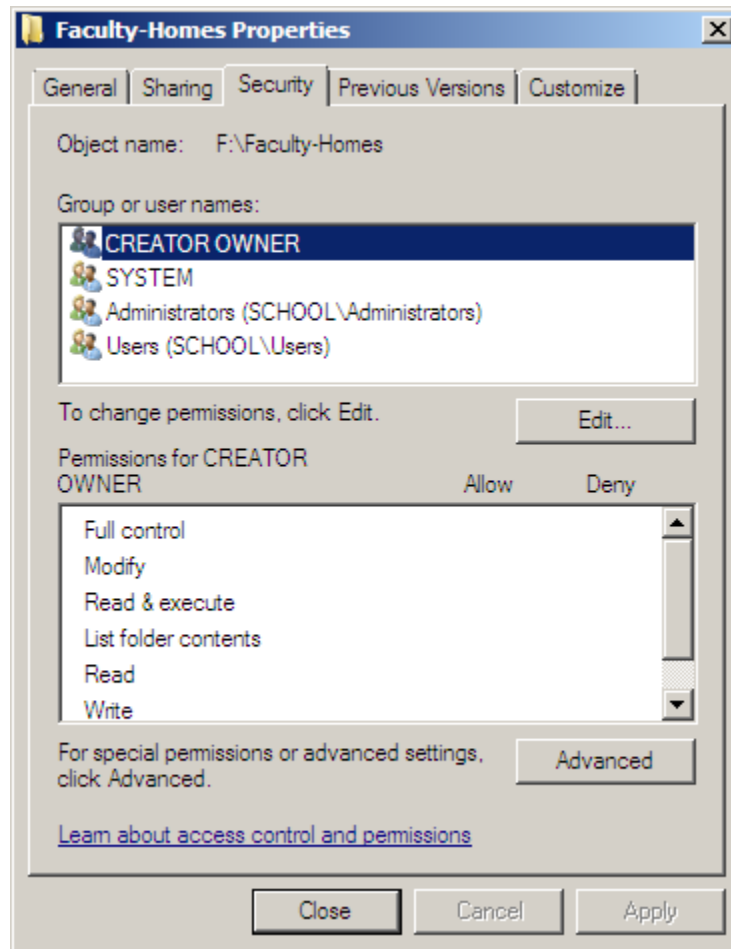 Faculty-Homes Properties
General Sharing Security Previous Versions Customize
Object name: F:\Faculty-Homes
Group or user names:
CREATOR OWNER
SYSTEM
Administrators (SCHOOL\Administrators)
Users (SCHOOL\Users)
To change permissions, click Edit.
Edit...
Permissions for CREATOR
OWNER Allow Deny
Full control
Modify
Read & execute
List folder contents
Read
Write
For special permissions or advanced settings,
click Advanced.
Advanced
Learn about access control and permissions
Close Cancel Apply